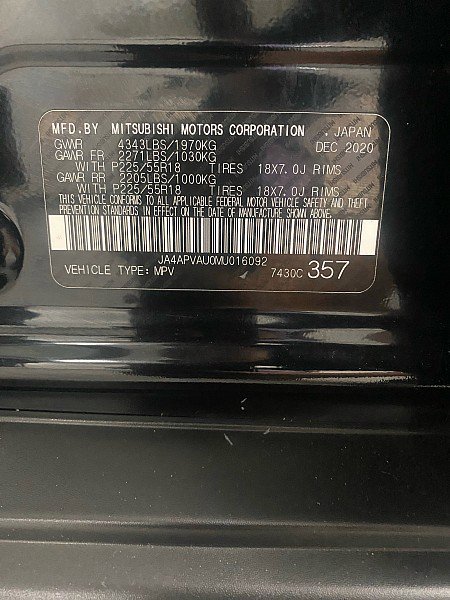 MFD.BY MITSUBISHI MOTORS CORPORATION , JAPAN
GVWR 4343LBS/1970KG DEC 2020
GAWR FR 2271LBS/1030KG
WITH P225/55R18 TIRES 18X7.0J RIMS
GAWR RR 2205LBS/1000KG
WITH P225/55R18 TIRES 18X7.0J RIMS
THIS VEHICLE CONFORMS TO ALL APPLICABLE FEDERAL MOTOR VEHICLE SAFETY AND THEFT
PREVENTION STANDARDS IN EFFECT ON THE DATE OF MANUFACTURE SHOWN ABOVE.
JA4APVAU0MU016092
VEHICLE TYPE: MPV 7430C 357